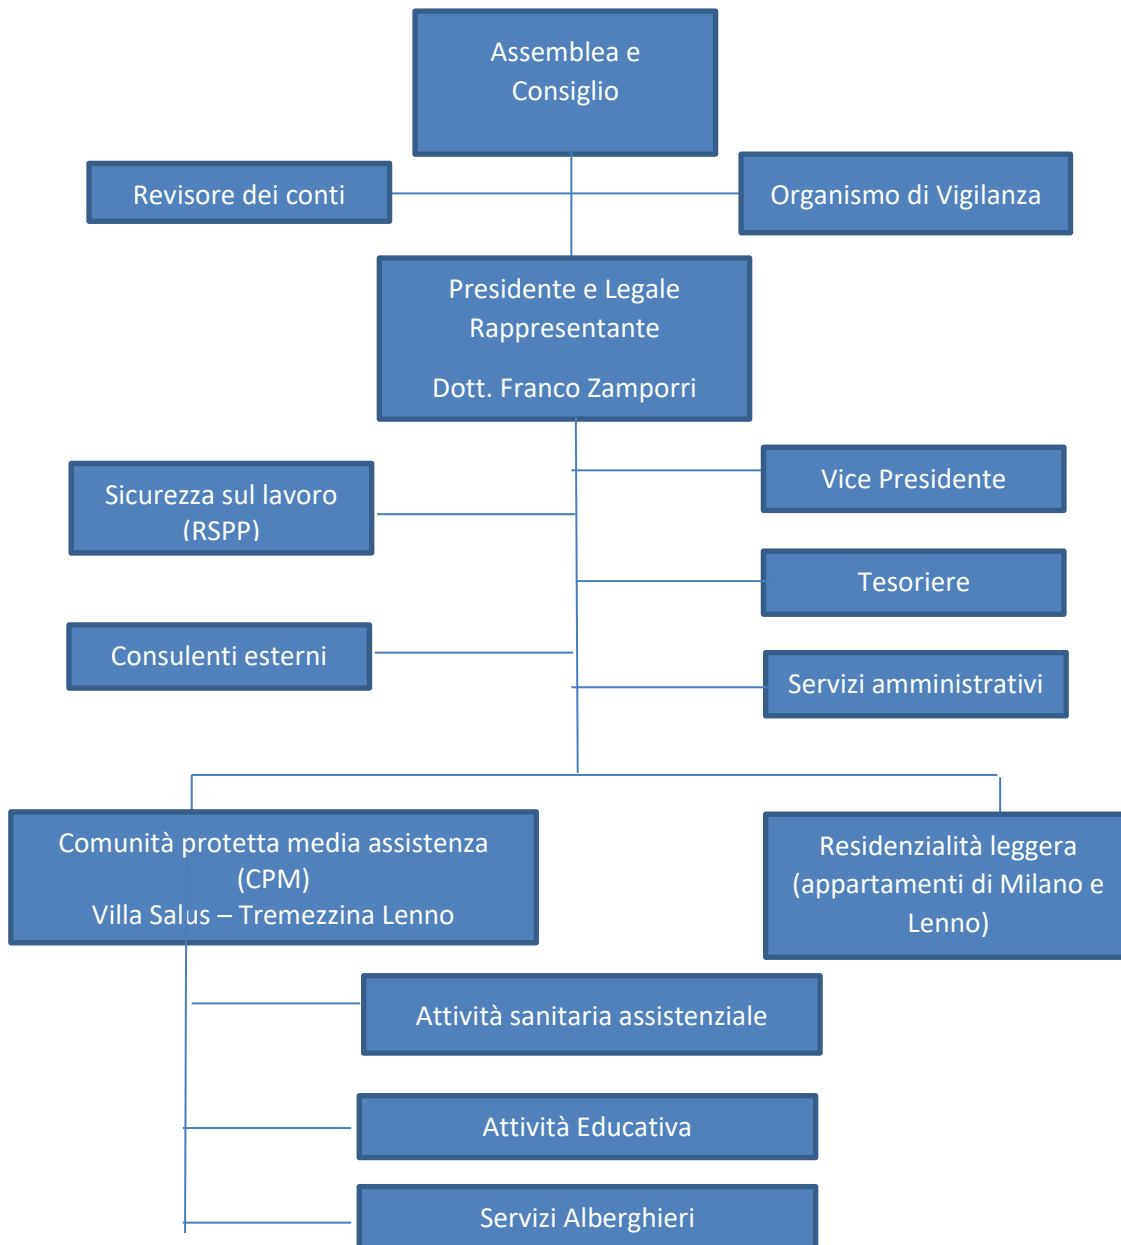 Assemblea e
Consiglio
Revisore dei conti
Organismo di Vigilanza
Presidente e Legale
Rappresentante
Dott. Franco Zamporri
Vice Presidente
Sicurezza sul lavoro
(RSPP)
Tesoriere
Consulenti esterni
Servizi amministrativi
Comunità protetta media assistenza
(CPM)
Villa Salus – Tremezzina Lenno
Residenzialità leggera
(appartamenti di Milano e
Lenno)
Attività sanitaria assistenziale
Attività Educativa
Servizi Alberghieri